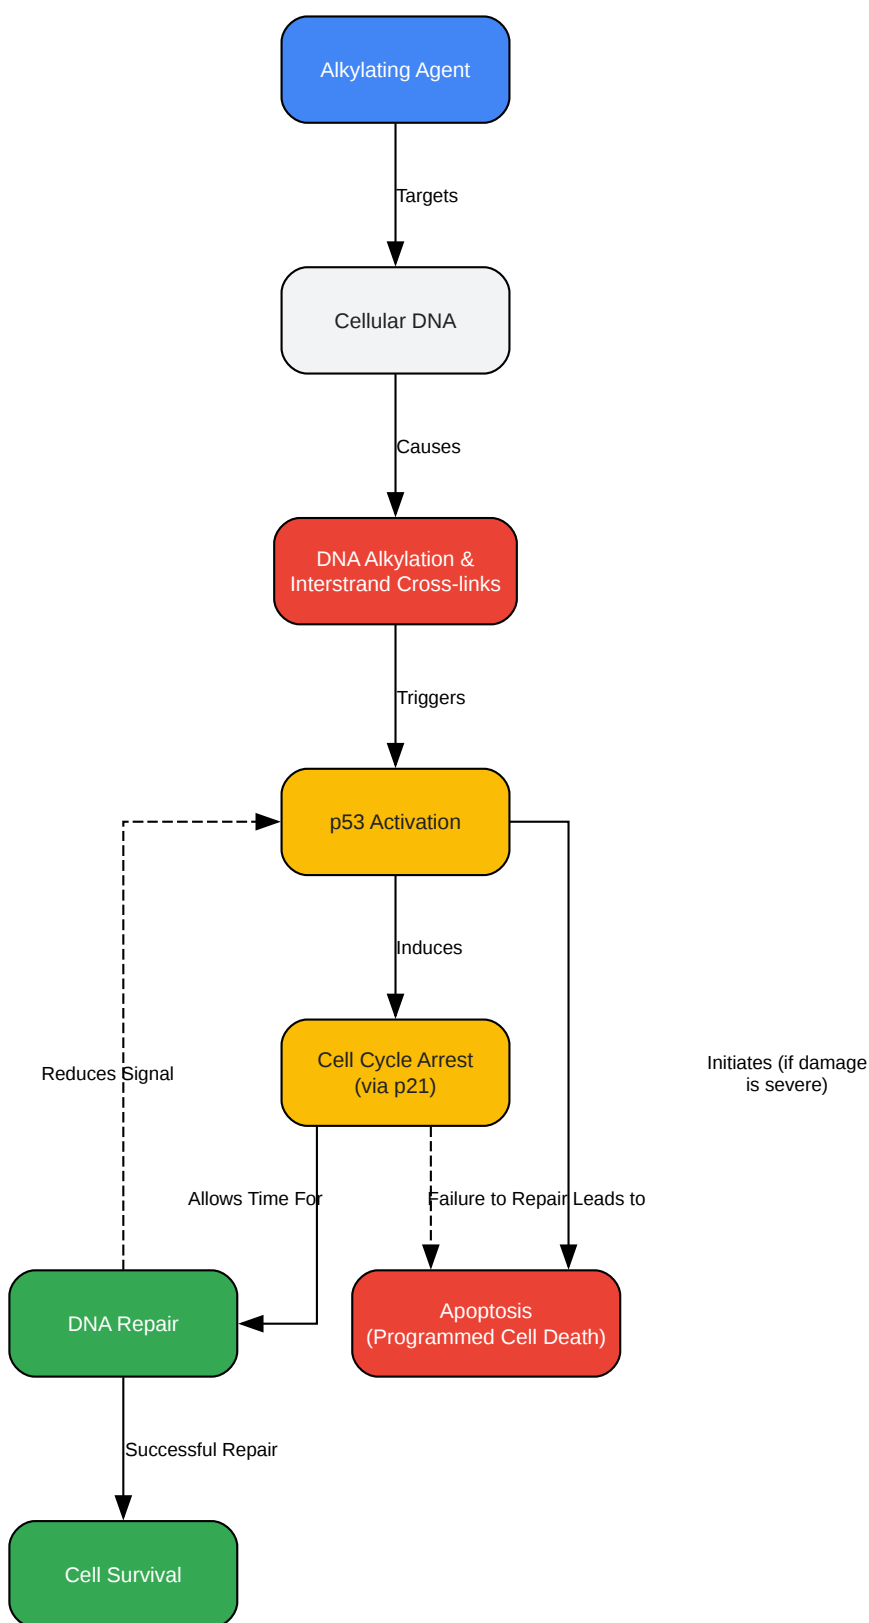 Alkylating Agent
Targets
Cellular DNA
Causes
DNA Alkylation &
Interstrand Cross-links
Triggers
p53 Activation
Induces
Cell Cycle Arrest
(via p21)
Reduces Signal
Initiates (if damage
is severe)
Allows Time For
Failure to Repair Leads to
DNA Repair
Apoptosis
(Programmed Cell Death)
Successful Repair
Cell Survival